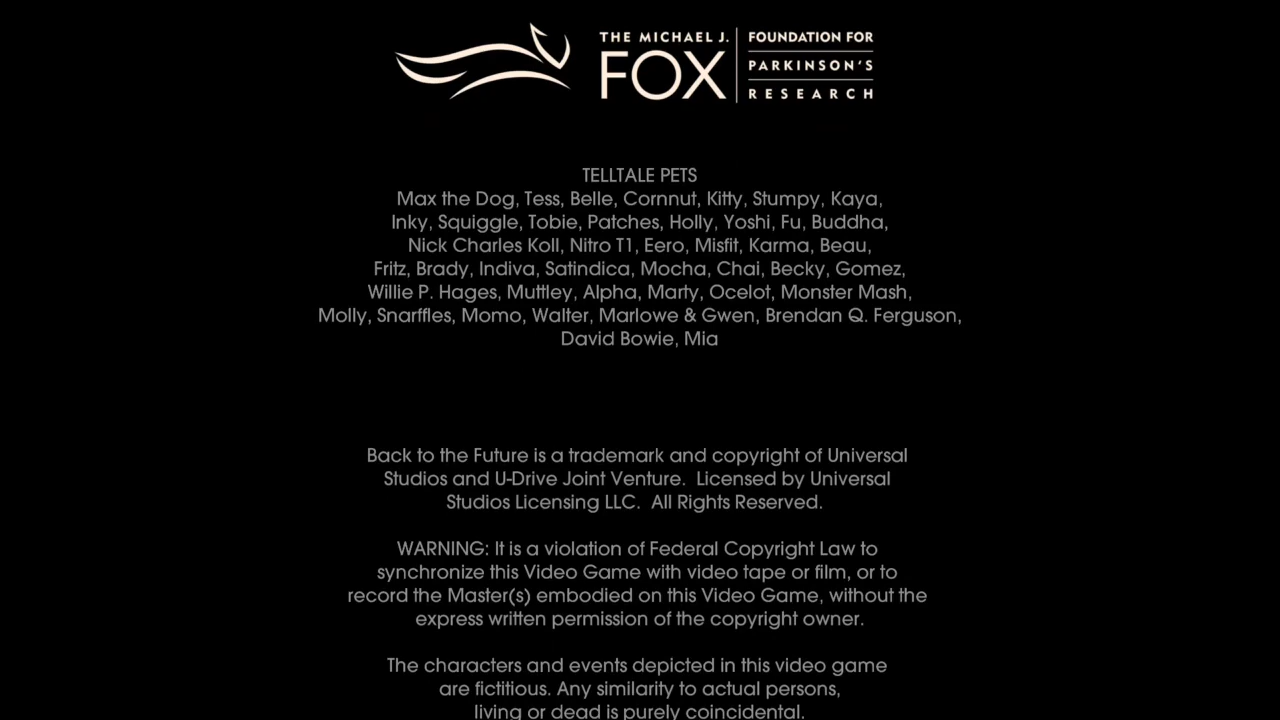 THE MICHAEL J.
FOX
FOUNDATION FOR
PARKINSON'S
RESEARCH
TELLTALE PETS
Max the Dog, Tess, Belle, Cornnut, Kitty, Stumpy, Kaya,
Inky, Squiggle, Tobie, Patches, Holly, Yoshi, Fu, Buddha,
Nick Charles Koll, Nitro T1, Eero, Misfit, Karma, Beau,
Fritz, Brady, Indiva, Satindica, Mocha, Chai, Becky, Gomez,
Willie P. Hages, Muttley, Alpha, Marty, Ocelot, Monster Mash,
Molly, Snarffles, Momo, Walter, Marlowe & Gwen, Brendan Q. Ferguson,
David Bowie, Mia
Back to the Future is a trademark and copyright of Universal
Studios and U-Drive Joint Venture.  Licensed by Universal
Studios Licensing LLC.  All Rights Reserved.
WARNING: It is a violation of Federal Copyright Law to
synchronize this Video Game with video tape or film, or to
record the Master(s) embodied on this Video Game, without the
express written permission of the copyright owner.
The characters and events depicted in this video game
are fictitious. Any similarity to actual persons,
living or dead is purely coincidental.